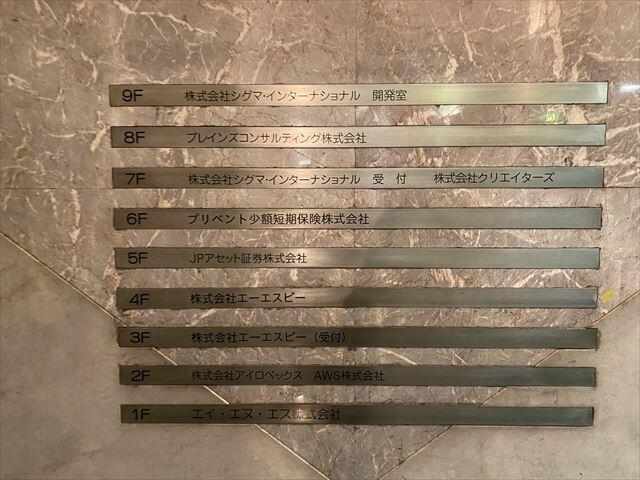 9F 株式会社シグマ・インターナショナル 開発室
8F ブレインズコンサルティング株式会社
7F 株式会社シグマ・インターナショナル 受 付 株式会社クリエイターズ
6F プリベント少額短期保険株式会社
5F JPアセット証券株式会社
4F 株式会社エーエスピー
3F 株式会社エーエスピー（受付）
2F 株式会社アイロベックス AWS株式会社
1F エイ・エヌ・エス株式会社